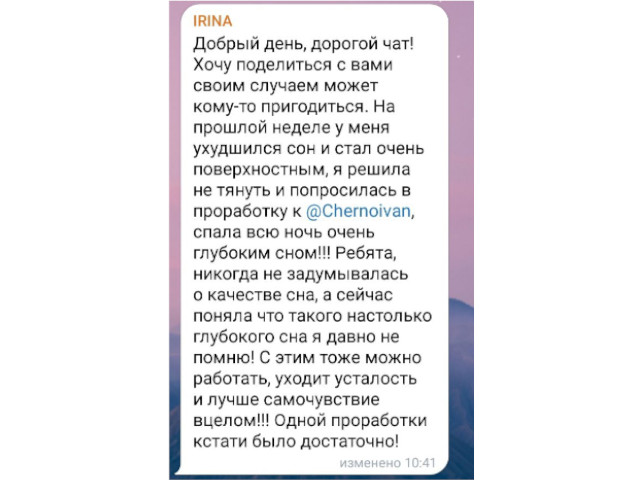 IRINA
Добрый день, дорогой чат!
Хочу поделиться с вами
своим случаем может
кому-то пригодиться. На
прошлой неделе у меня
ухудшился сон и стал очень
поверхностным, я решила
не тянуть и попросилась в
проработку к @Chernoivan,
спала всю ночь очень
глубоким сном!!! Ребята,
никогда не задумывалась
о качестве сна, а сейчас
поняла что такого настолько
глубокого сна я давно не
помню! С этим тоже можно
работать, уходит усталость
и лучше самочувствие
вцелом!!! Одной проработки
кстати было достаточно!
изменено 10:41